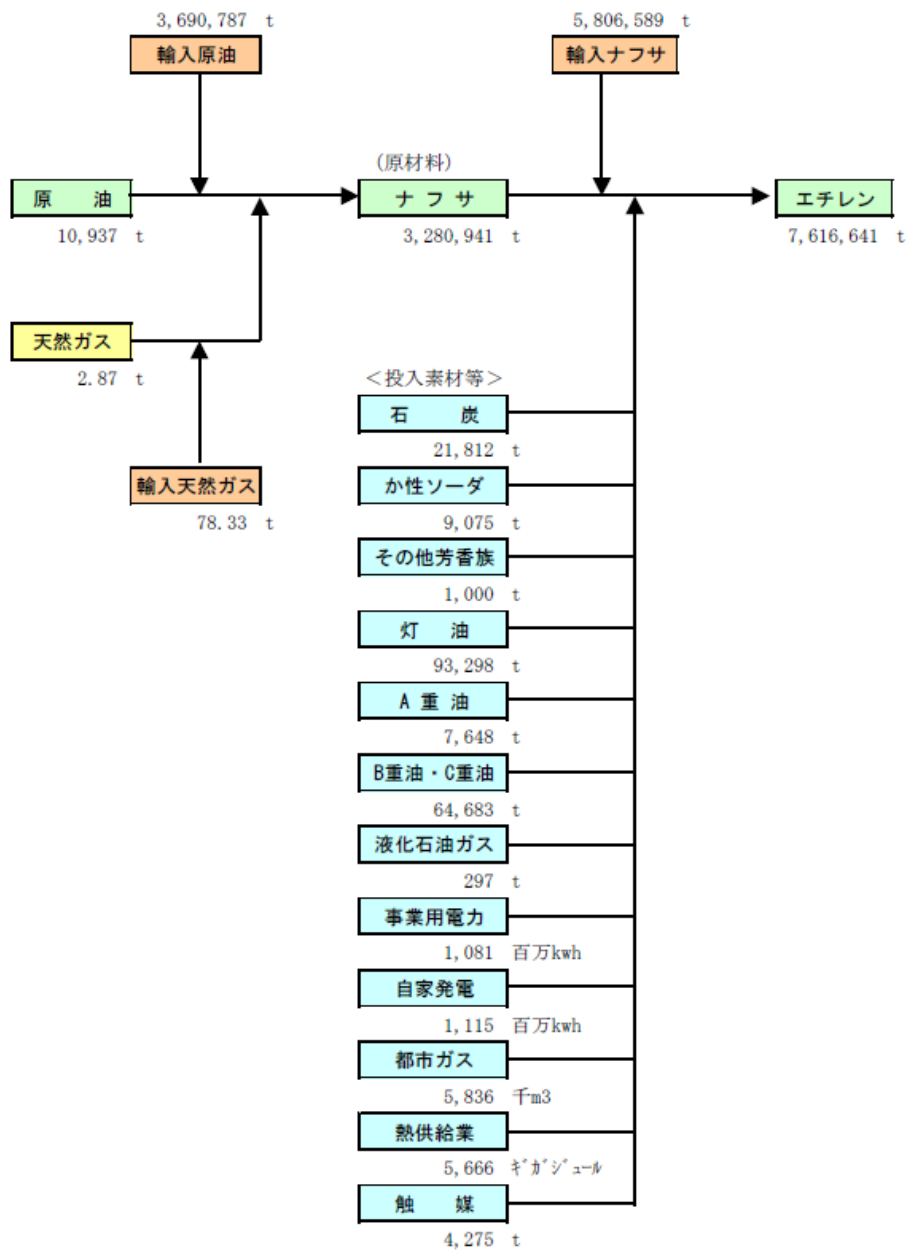 3,690,787 t
5,806,589 t
輸入原油
輸入ナフサ
(原材料)
原 油
ナ フ サ
エチレン
10,937 t
3,280,941 t
7,616,641 t
天然ガス
2.87 t
<投入素材等>
石 炭
21,812 t
輸入天然ガス
78.33 t
か性ソーダ
9,075 t
その他芳香族
1,000 t
灯 油
93,298 t
A 重 油
7,648 t
B重油・C重油
64,683 t
液化石油ガス
297 t
事業用電力
1,081 百万kwh
自家発電
1,115 百万kwh
都市ガス
5,836 千m3
熱供給業
5,666 ギガジュール
触 媒
4,275 t